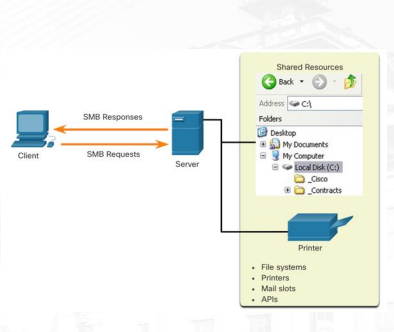 Shared Resources
Back
Address C:\
Folders
Desktop
My Documents
My Computer
Local Disk (C:)
_Cisco
_Contracts
SMB Responses
SMB Requests
Client
Server
Printer
• File systems
• Printers
• Mail slots
• APIs